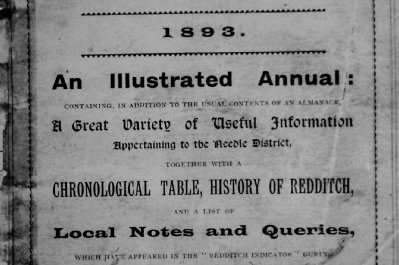 1893.
An Illustrated Annual:
CONTAINING, IN ADDITION TO THE USUAL CONTENTS OF AN ALMANACK,
A Great Variety of Useful Information
Appertaining to the Needle District,
TOGETHER WITH A
CHRONOLOGICAL TABLE, HISTORY OF REDDITCH,
AND A LIST OF
Local Notes and Queries,
WHICH HAVE APPEARED IN THE "REDDITCH INDICATOR" DURING